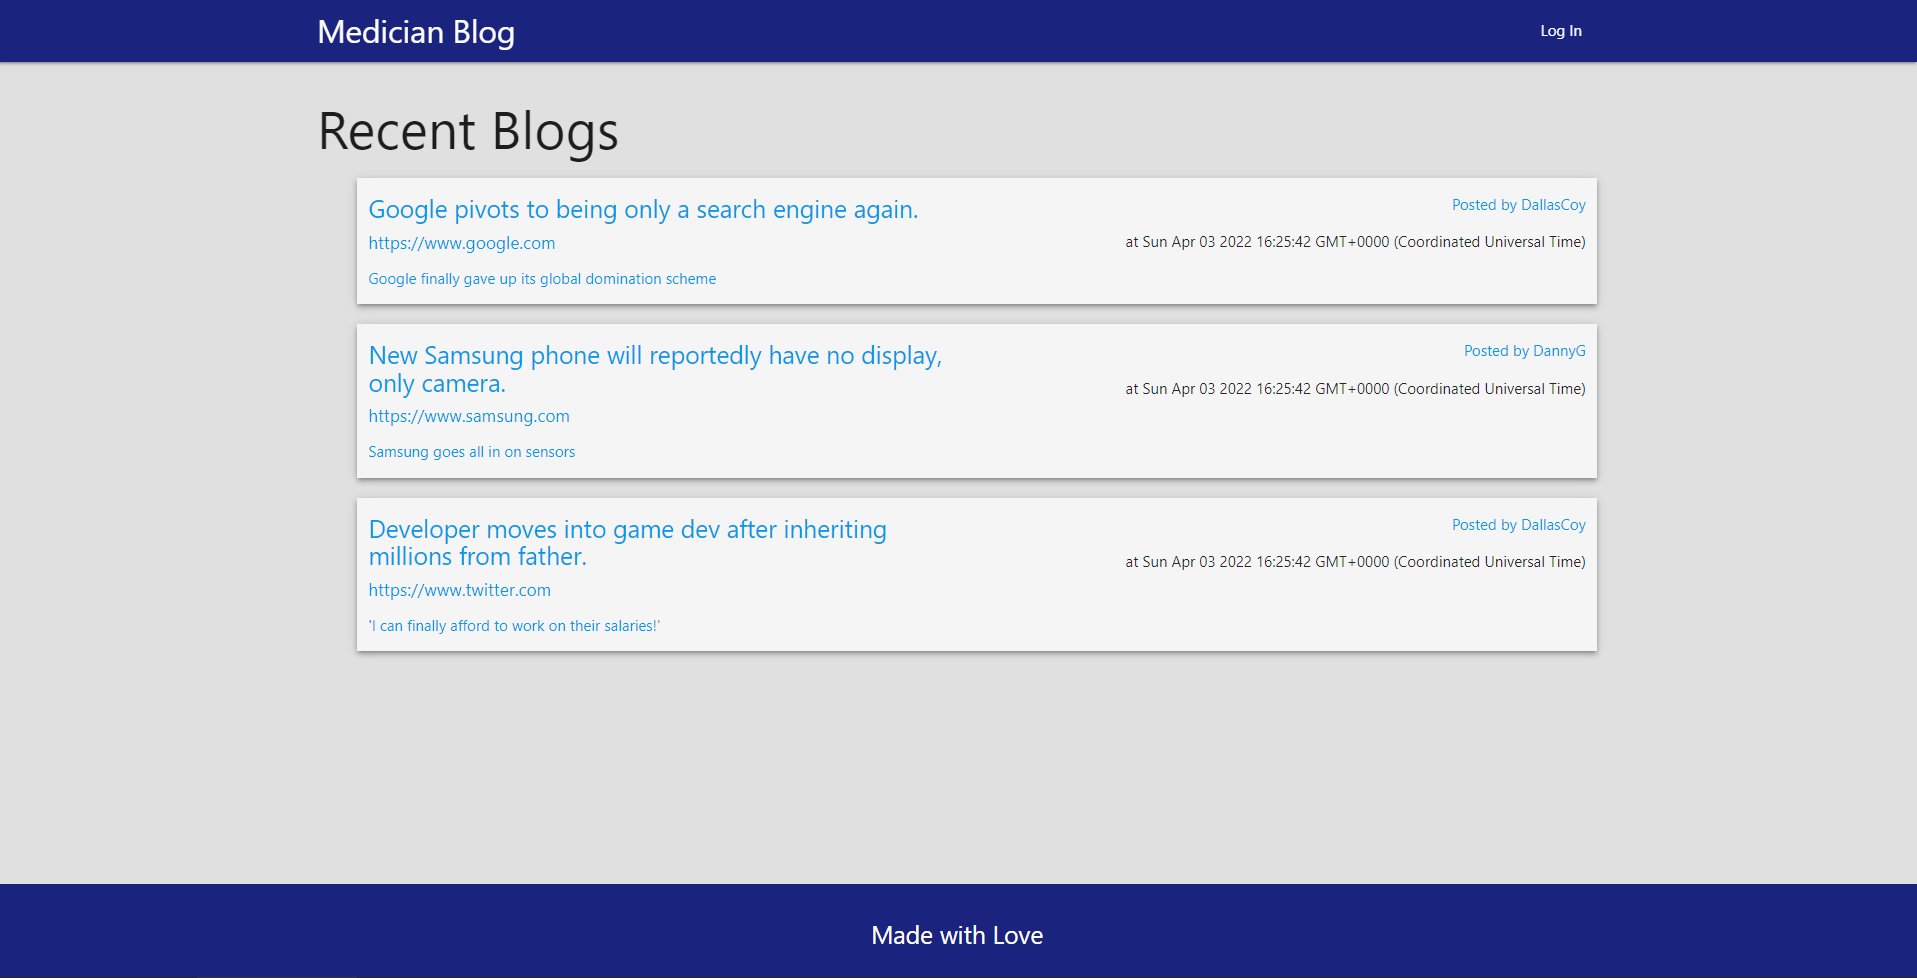 Medician Blog
Log In
Recent Blogs
Google pivots to being only a search engine again.
https://www.google.com
Google finally gave up its global domination scheme
Posted by DallasCoy
at Sun Apr 03 2022 16:25:42 GMT+0000 (Coordinated Universal Time)
New Samsung phone will reportedly have no display,
only camera.
https://www.samsung.com
Samsung goes all in on sensors
Posted by DannyG
at Sun Apr 03 2022 16:25:42 GMT+0000 (Coordinated Universal Time)
Developer moves into game dev after inheriting
millions from father.
https://www.twitter.com
'I can finally afford to work on their salaries!'
Posted by DallasCoy
at Sun Apr 03 2022 16:25:42 GMT+0000 (Coordinated Universal Time)
Made with Love